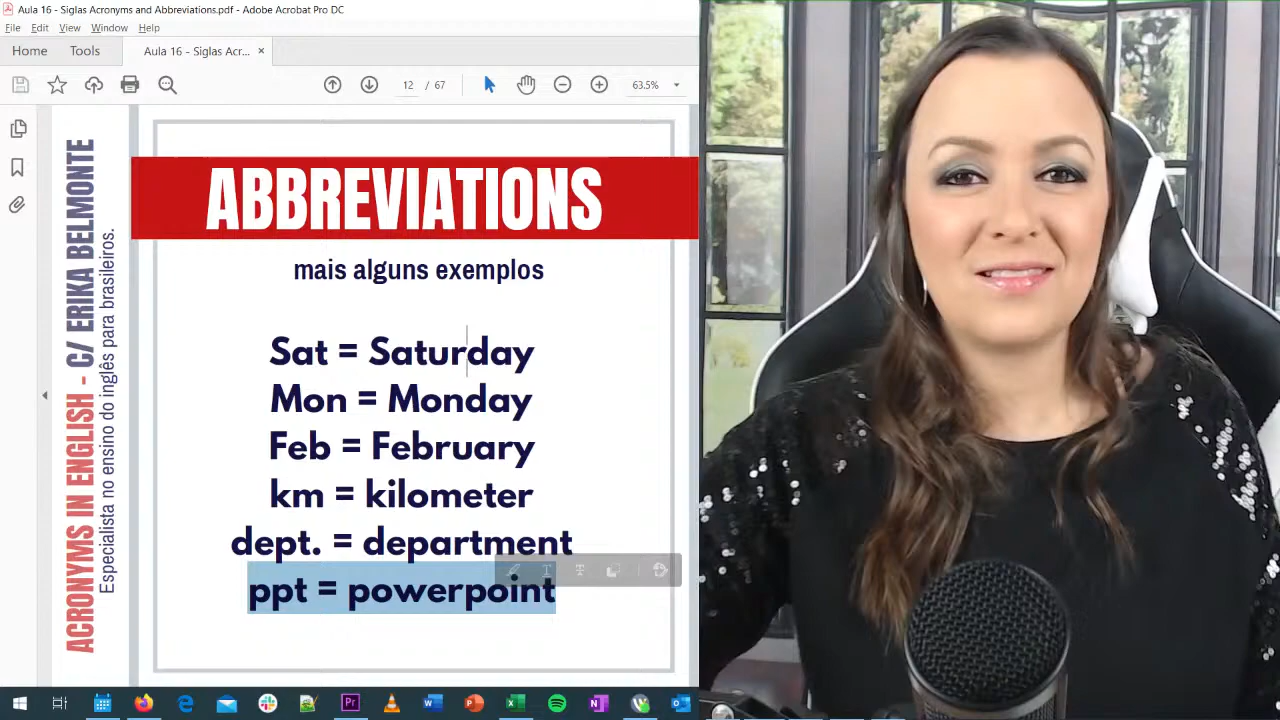 Aula 16 - Siglas Acronyms and Abbreviations.pdf - Adobe Acrobat Pro DC
File Edit View Window Help
Home Tools Aula 16 - Siglas Acr... ×
12 / 67 63.5%
ACRONYMS IN ENGLISH - C/ ERIKA BELMONTE
Especialista no ensino do inglês para brasileiros.
ABBREVIATIONS
mais alguns exemplos
Sat = Saturday
Mon = Monday
Feb = February
km = kilometer
dept. = department
ppt = powerpoint